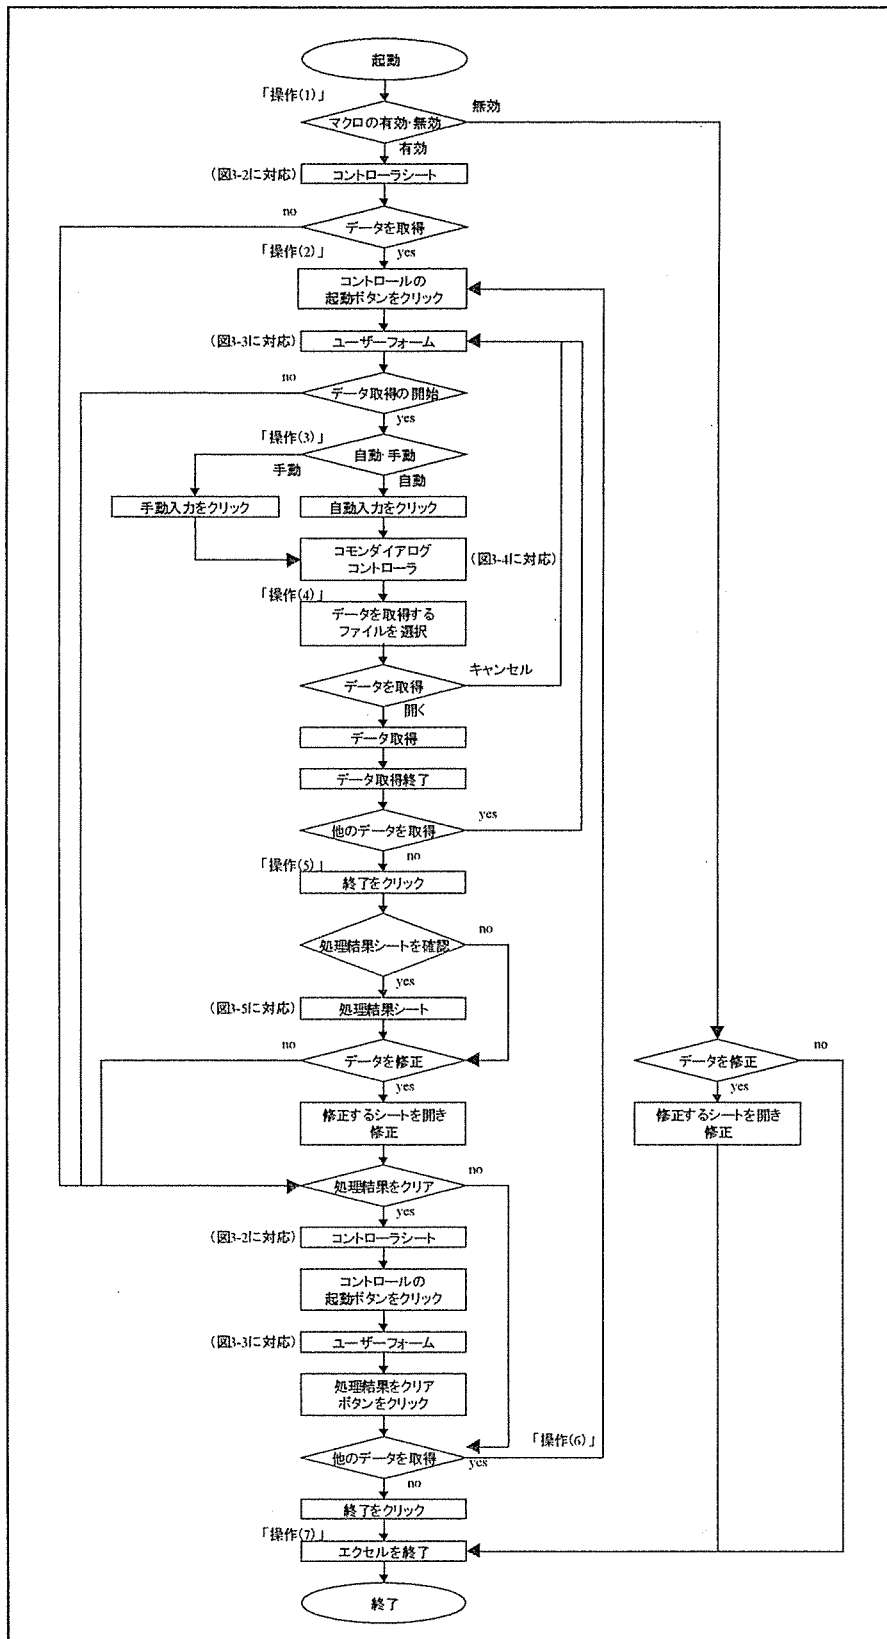 起動
「操作(1)」
無効
マクロの有効・無効
有効
(図3-2に対応)
コントローラシート
no
データを取得
「操作(2)」
yes
コントロールの
起動ボタンをクリック
(図3-3に対応)
ユーザーフォーム
no
データ取得の開始
yes
「操作(3)」
自動・手動
手動
自動
手動入力をクリック
自動入力をクリック
コモンダイアログ
コントローラ
(図3-4に対応)
「操作(4)」
データを取得する
ファイルを選択
キャンセル
データを取得
開く
データ取得
データ取得終了
yes
他のデータを取得
no
「操作(5)」
終了をクリック
no
処理結果シートを確認
yes
(図3-5に対応)
処理結果シート
no
データを修正
yes
修正するシートを開き
修正
データを修正
no
yes
修正するシートを開き
修正
no
処理結果をクリア
yes
(図3-2に対応)
コントローラシート
コントロールの
起動ボタンをクリック
(図3-3に対応)
ユーザーフォーム
処理結果をクリア
ボタンをクリック
「操作(6)」
他のデータを取得
yes
no
終了をクリック
「操作(7)」
エクセルを終了
終了